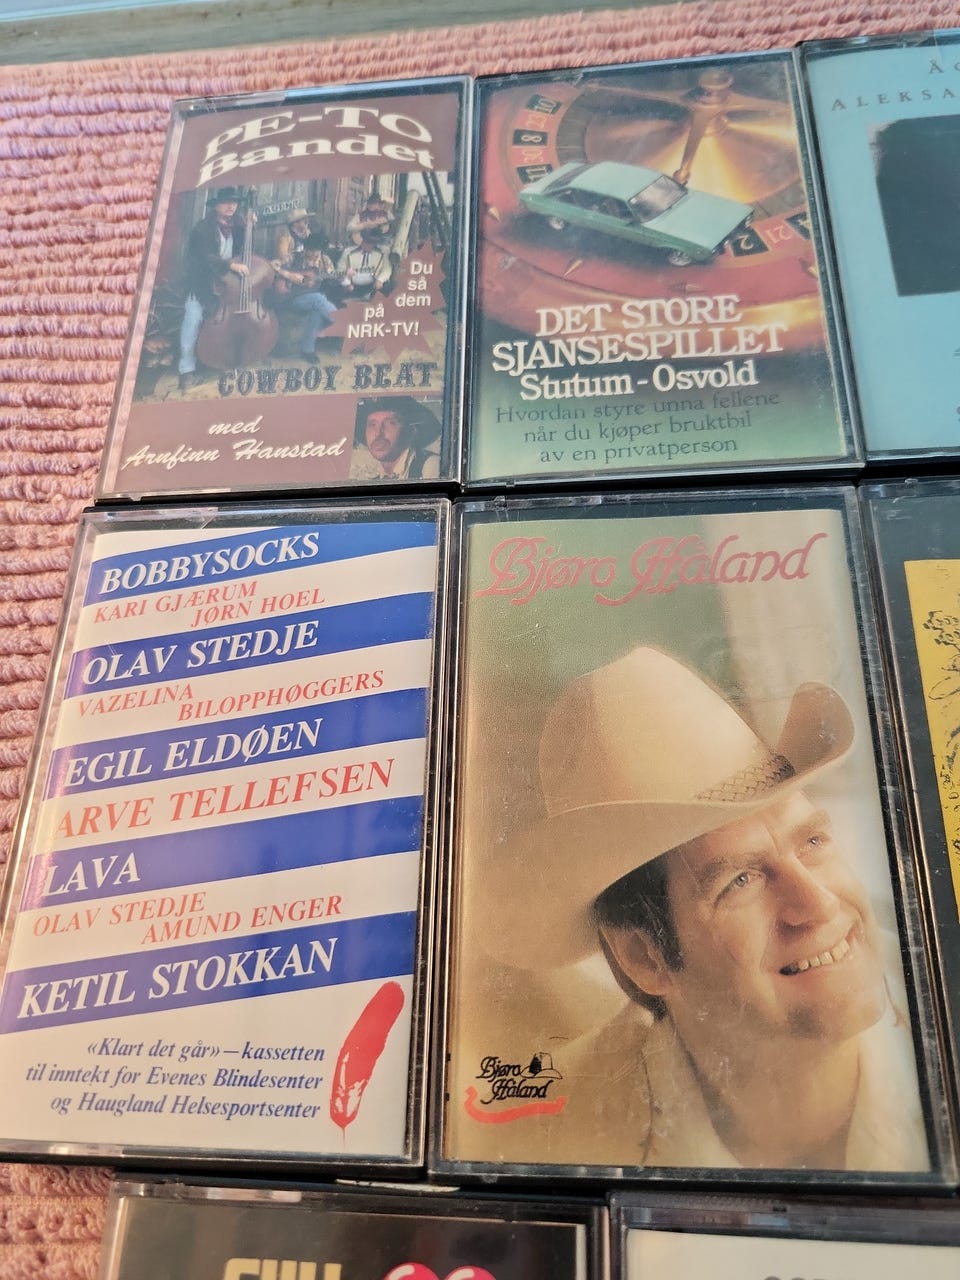 PE-TO
Bandet
AGENT
Du
så
dem
på
NRK-TV!
COWBOY BEAT
med
Arnfinn Hanstad
DET STORE
SJANSESPILLET
Stutum - Osvold
Hvordan styre unna fellene
når du kjøper bruktbil
av en privatperson
ALEKSA
BOBBYSOCKS
KARI GJÆRUM
JØRN HOEL
OLAV STEDJE
VAZELINA
BILOPPHØGGERS
EGIL ELDØEN
ARVE TELLEFSEN
LAVA
OLAV STEDJE
AMUND ENGER
KETIL STOKKAN
«Klart det går» – kassetten
til inntekt for Evenes Blindesenter
og Haugland Helsesportsenter
Bjøro Håland
Bjøro
Håland